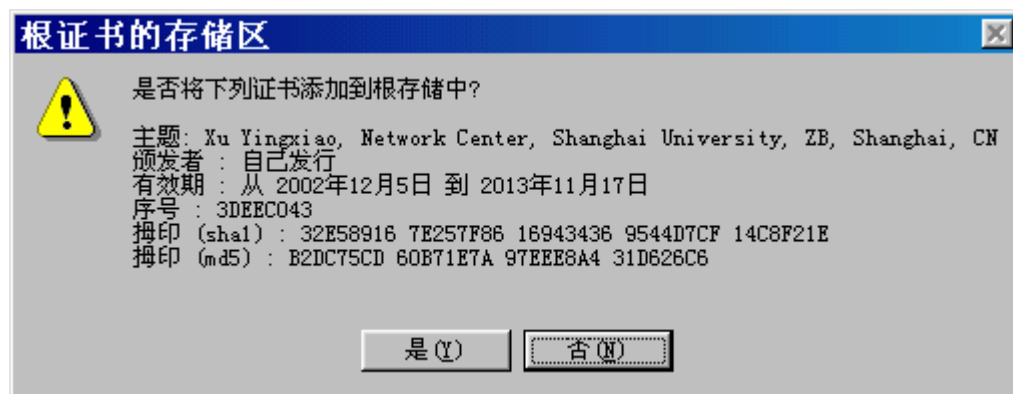 根证书的存储区
是否将下列证书添加到根存储中?
主题: Xu Yingxiao, Network Center, Shanghai University, ZB, Shanghai, CN
颁发者 : 自己发行
有效期 : 从 2002年12月5日 到 2013年11月17日
序号 : 3DEEC043
拇印 (sha1) : 32E58916 7E257F86 16943436 9544D7CF 14C8F21E
拇印 (md5) : B2DC75CD 60B71E7A 97EEE8A4 31D626C6
是(Y) 否(N)